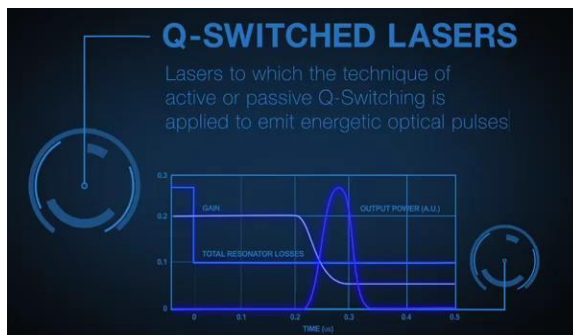 Q-SWITCHED LASERS
Lasers to which the technique of
active or passive Q-Switching is
applied to emit energetic optical pulses
0.3
GAIN
OUTPUT POWER (A.U.)
0.2
TOTAL RESONATOR LOSSES
0.1
0
0 0.1 0.2 0.3 0.4 0.5
TIME (us)